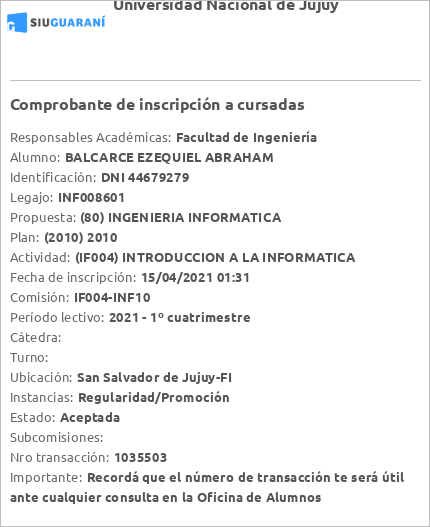 Universidad Nacional de Jujuy
SIUGUARANÍ
Comprobante de inscripción a cursadas
Responsables Académicas: Facultad de Ingeniería
Alumno: BALCARCE EZEQUIEL ABRAHAM
Identificación: DNI 44679279
Legajo: INF008601
Propuesta: (80) INGENIERIA INFORMATICA
Plan: (2010) 2010
Actividad: (IF004) INTRODUCCION A LA INFORMATICA
Fecha de inscripción: 15/04/2021 01:31
Comisión: IF004-INF10
Período lectivo: 2021 - 1º cuatrimestre
Cátedra:
Turno:
Ubicación: San Salvador de Jujuy-FI
Instancias: Regularidad/Promoción
Estado: Aceptada
Subcomisiones:
Nro transacción: 1035503
Importante: Recordá que el número de transacción te será útil
ante cualquier consulta en la Oficina de Alumnos